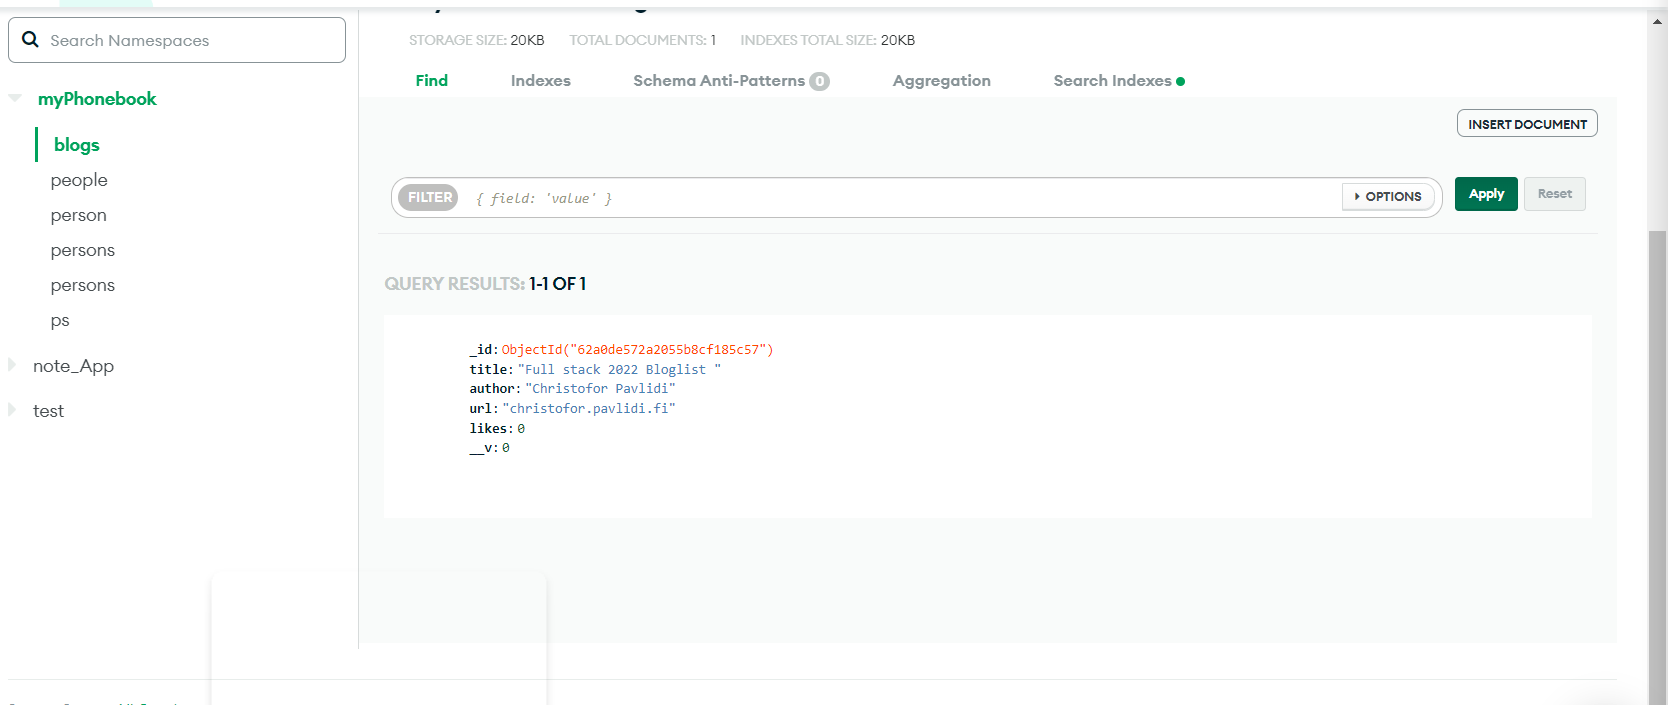 Search Namespaces
myPhonebook
blogs
people
person
persons
persons
ps
note_App
test
STORAGE SIZE: 20KB TOTAL DOCUMENTS: 1 INDEXES TOTAL SIZE: 20KB
Find Indexes Schema Anti-Patterns 0 Aggregation Search Indexes
INSERT DOCUMENT
FILTER { field: 'value' } OPTIONS Apply Reset
QUERY RESULTS: 1-1 OF 1
_id: ObjectId("62a0de572a2055b8cf185c57")
title: "Full stack 2022 Bloglist "
author: "Christofor Pavlidi"
url: "christofor.pavlidi.fi"
likes: 0
__v: 0